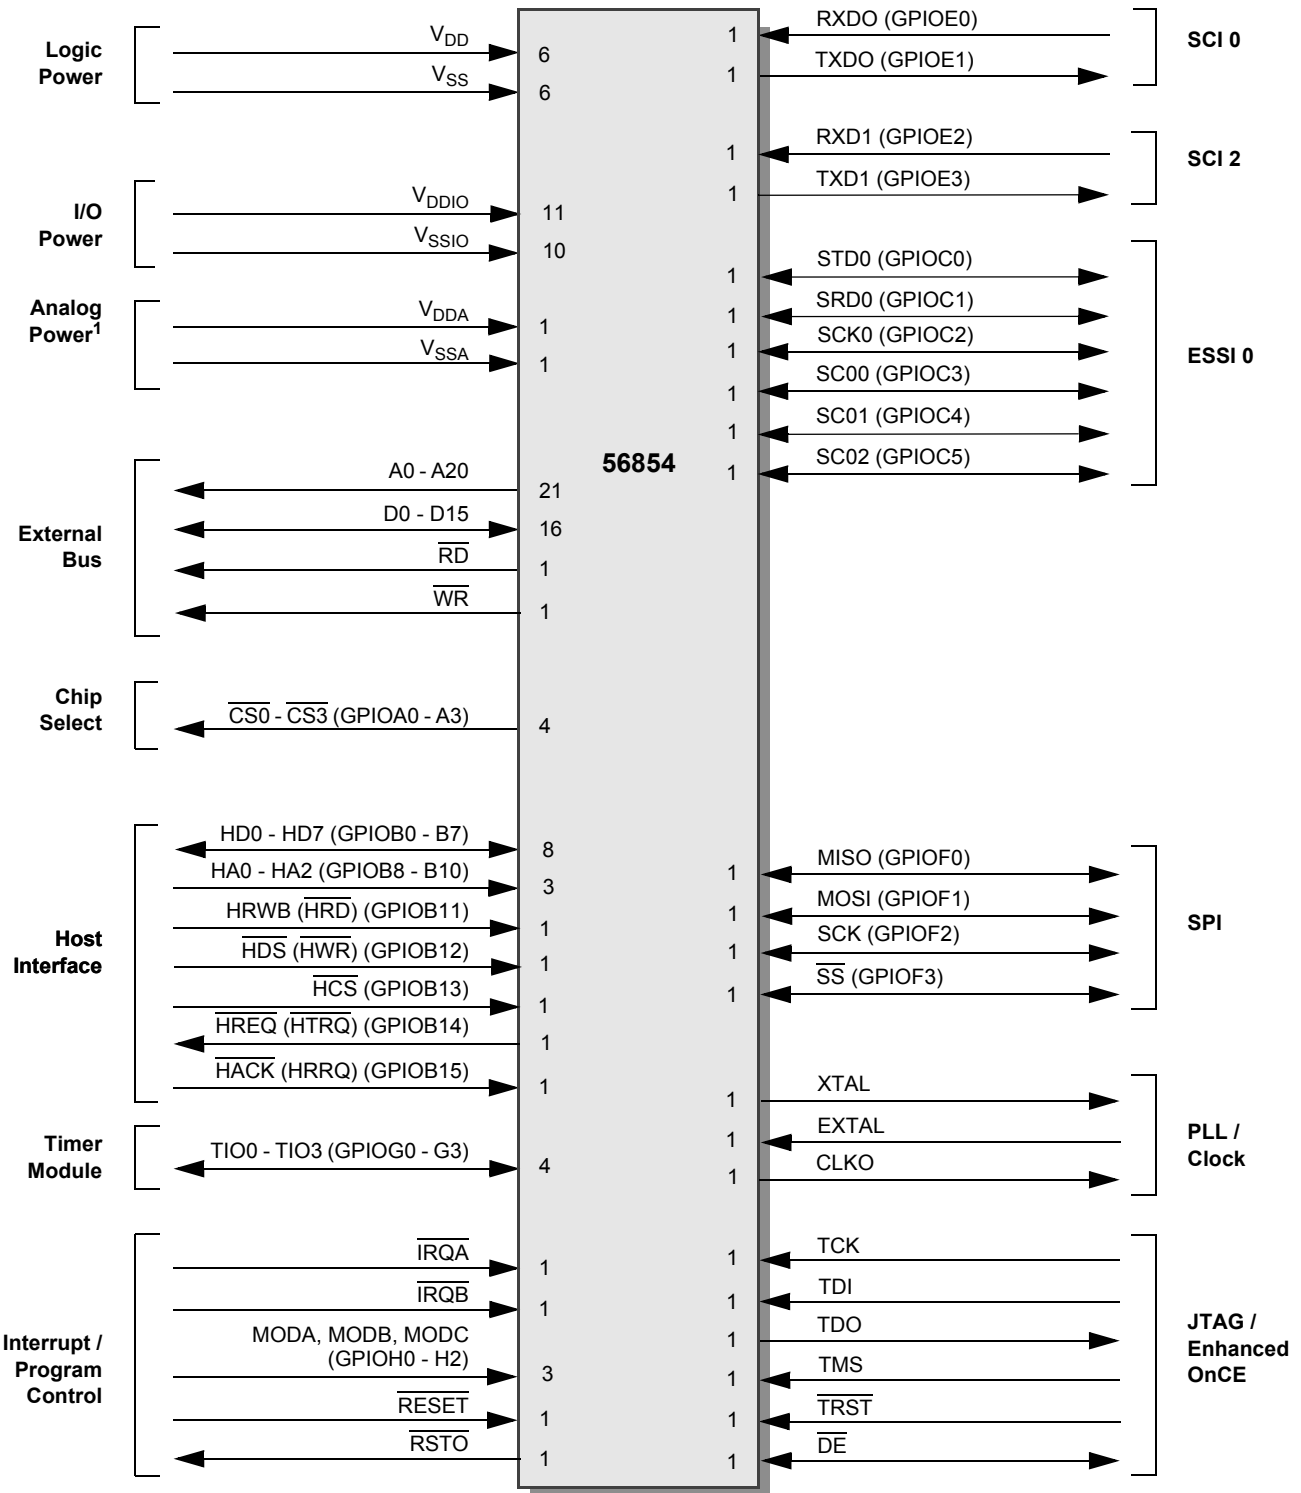 Logic
Power
VDD
6
VSS
6
I/O
Power
VDDIO
11
VSSIO
10
Analog
Power1
VDDA
1
VSSA
1
External
Bus
A0 - A20
21
D0 - D15
16
RD
1
WR
1
Chip
Select
CS0 - CS3 (GPIOA0 - A3)
4
Host
Interface
HD0 - HD7 (GPIOB0 - B7)
8
HA0 - HA2 (GPIOB8 - B10)
3
HRWB (HRD) (GPIOB11)
1
HDS (HWR) (GPIOB12)
1
HCS (GPIOB13)
1
HREQ (HTRQ) (GPIOB14)
1
HACK (HRRQ) (GPIOB15)
1
Timer
Module
TIO0 - TIO3 (GPIOG0 - G3)
4
Interrupt /
Program
Control
IRQA
1
IRQB
1
MODA, MODB, MODC
(GPIOH0 - H2)
3
RESET
1
RSTO
1
56854
1
RXDO (GPIOE0)
1
TXDO (GPIOE1)
SCI 0
1
RXD1 (GPIOE2)
1
TXD1 (GPIOE3)
SCI 2
1
STD0 (GPIOC0)
1
SRD0 (GPIOC1)
1
SCK0 (GPIOC2)
1
SC00 (GPIOC3)
1
SC01 (GPIOC4)
1
SC02 (GPIOC5)
ESSI 0
1
MISO (GPIOF0)
1
MOSI (GPIOF1)
1
SCK (GPIOF2)
1
SS (GPIOF3)
SPI
1
XTAL
1
EXTAL
1
CLKO
PLL /
Clock
1
TCK
1
TDI
1
TDO
1
TMS
1
TRST
1
DE
JTAG /
Enhanced
OnCE